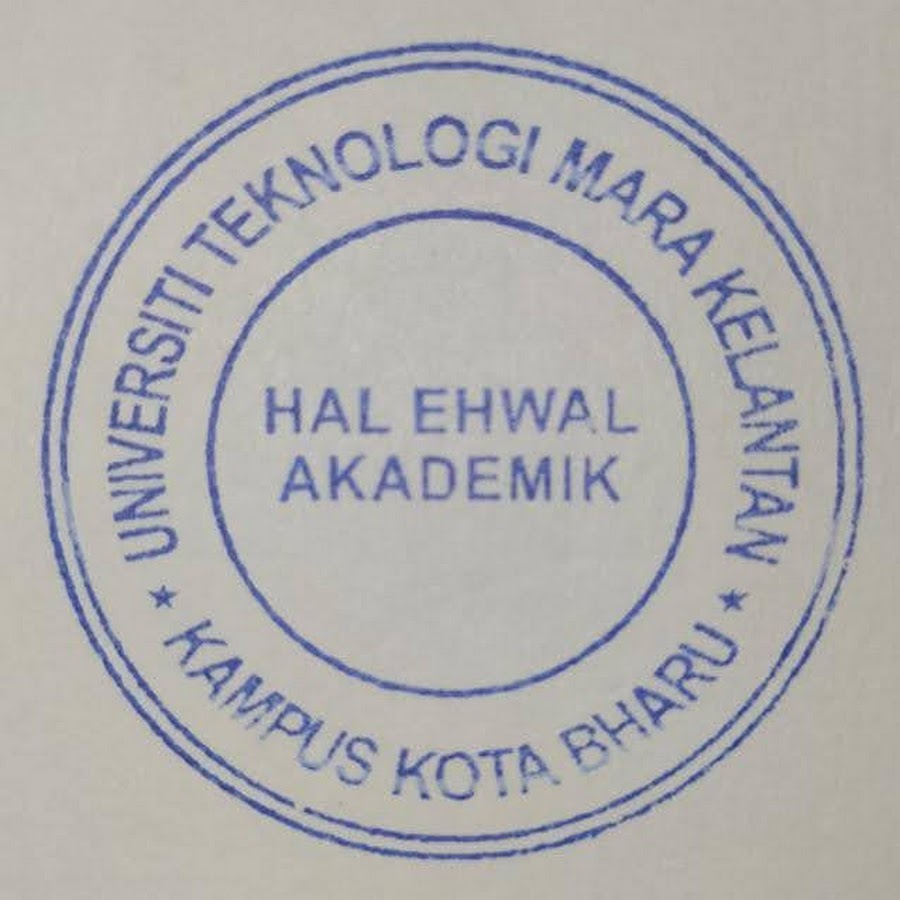 UNIVERSITI TEKNOLOGI MARA KELANTAN
HAL EHWAL
AKADEMIK
★ KAMPUS KOTA BHARU ★